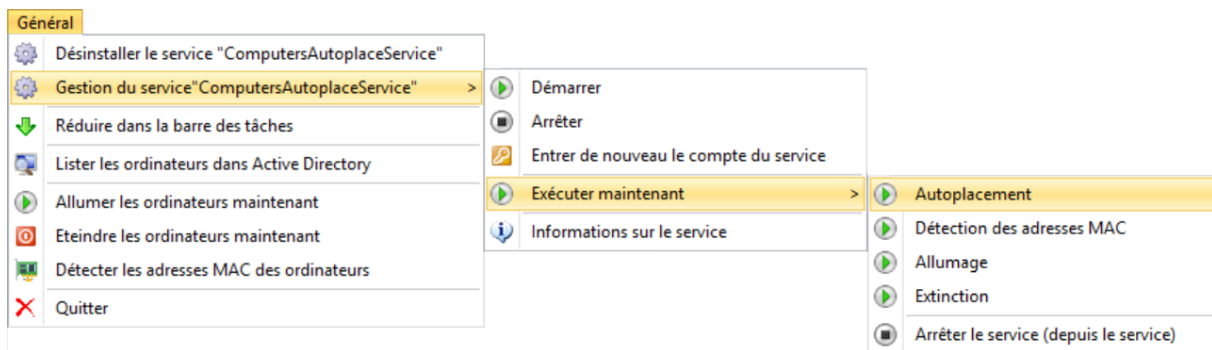 Général
Désinstaller le service "ComputersAutoplaceService"
Gestion du service"ComputersAutoplaceService" >
Réduire dans la barre des tâches
Lister les ordinateurs dans Active Directory
Allumer les ordinateurs maintenant
Eteindre les ordinateurs maintenant
Détecter les adresses MAC des ordinateurs
Quitter
Démarrer
Arrêter
Entrer de nouveau le compte du service
Exécuter maintenant >
Informations sur le service
Autoplacement
Détection des adresses MAC
Allumage
Extinction
Arrêter le service (depuis le service)